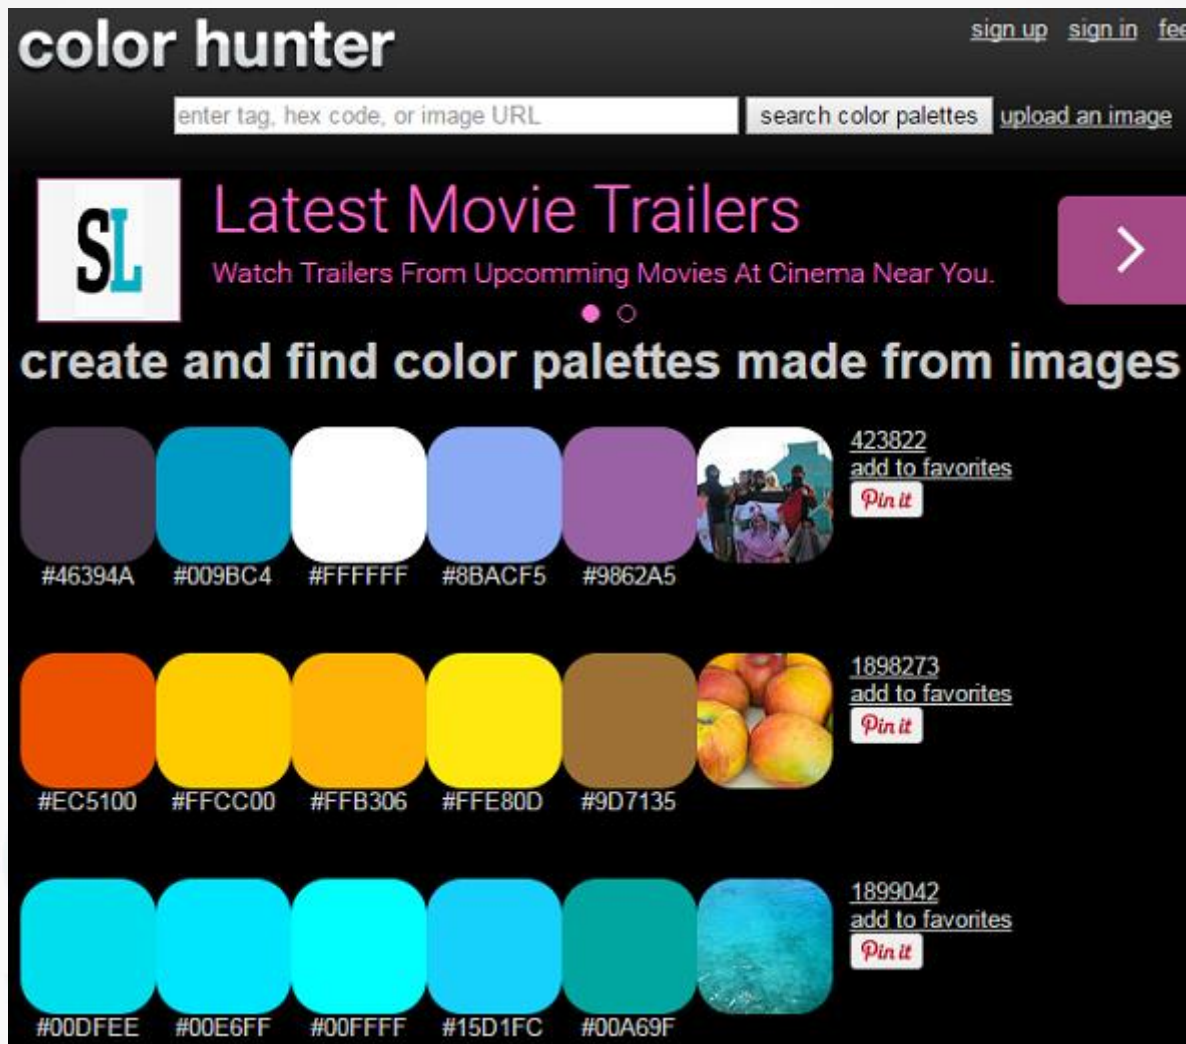 color hunter
sign up sign in fee
enter tag, hex code, or image URL search color palettes upload an image
SL
Latest Movie Trailers
Watch Trailers From Upcomming Movies At Cinema Near You.
create and find color palettes made from images
423822
add to favorites
Pin it
#46394A #009BC4 #FFFFFF #8BACF5 #9862A5
1898273
add to favorites
Pin it
#EC5100 #FFCC00 #FFB306 #FFE80D #9D7135
1899042
add to favorites
Pin it
#00DFEE #00E6FF #00FFFF #15D1FC #00A69F